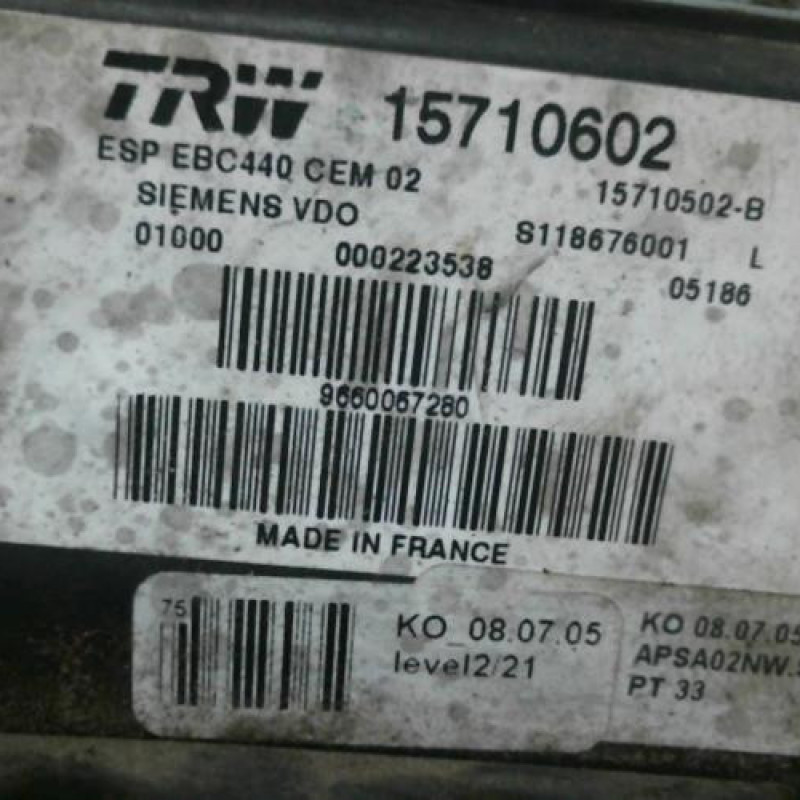 TRW 15710602
ESP EBC440 CEM 02 15710502-B
SIEMENS VDO S118676001 L
01000 000223538 05186
9660067280
MADE IN FRANCE
75
KO_08.07.05
level2/21
KO 08.07.05
APSA02NW.
PT 33